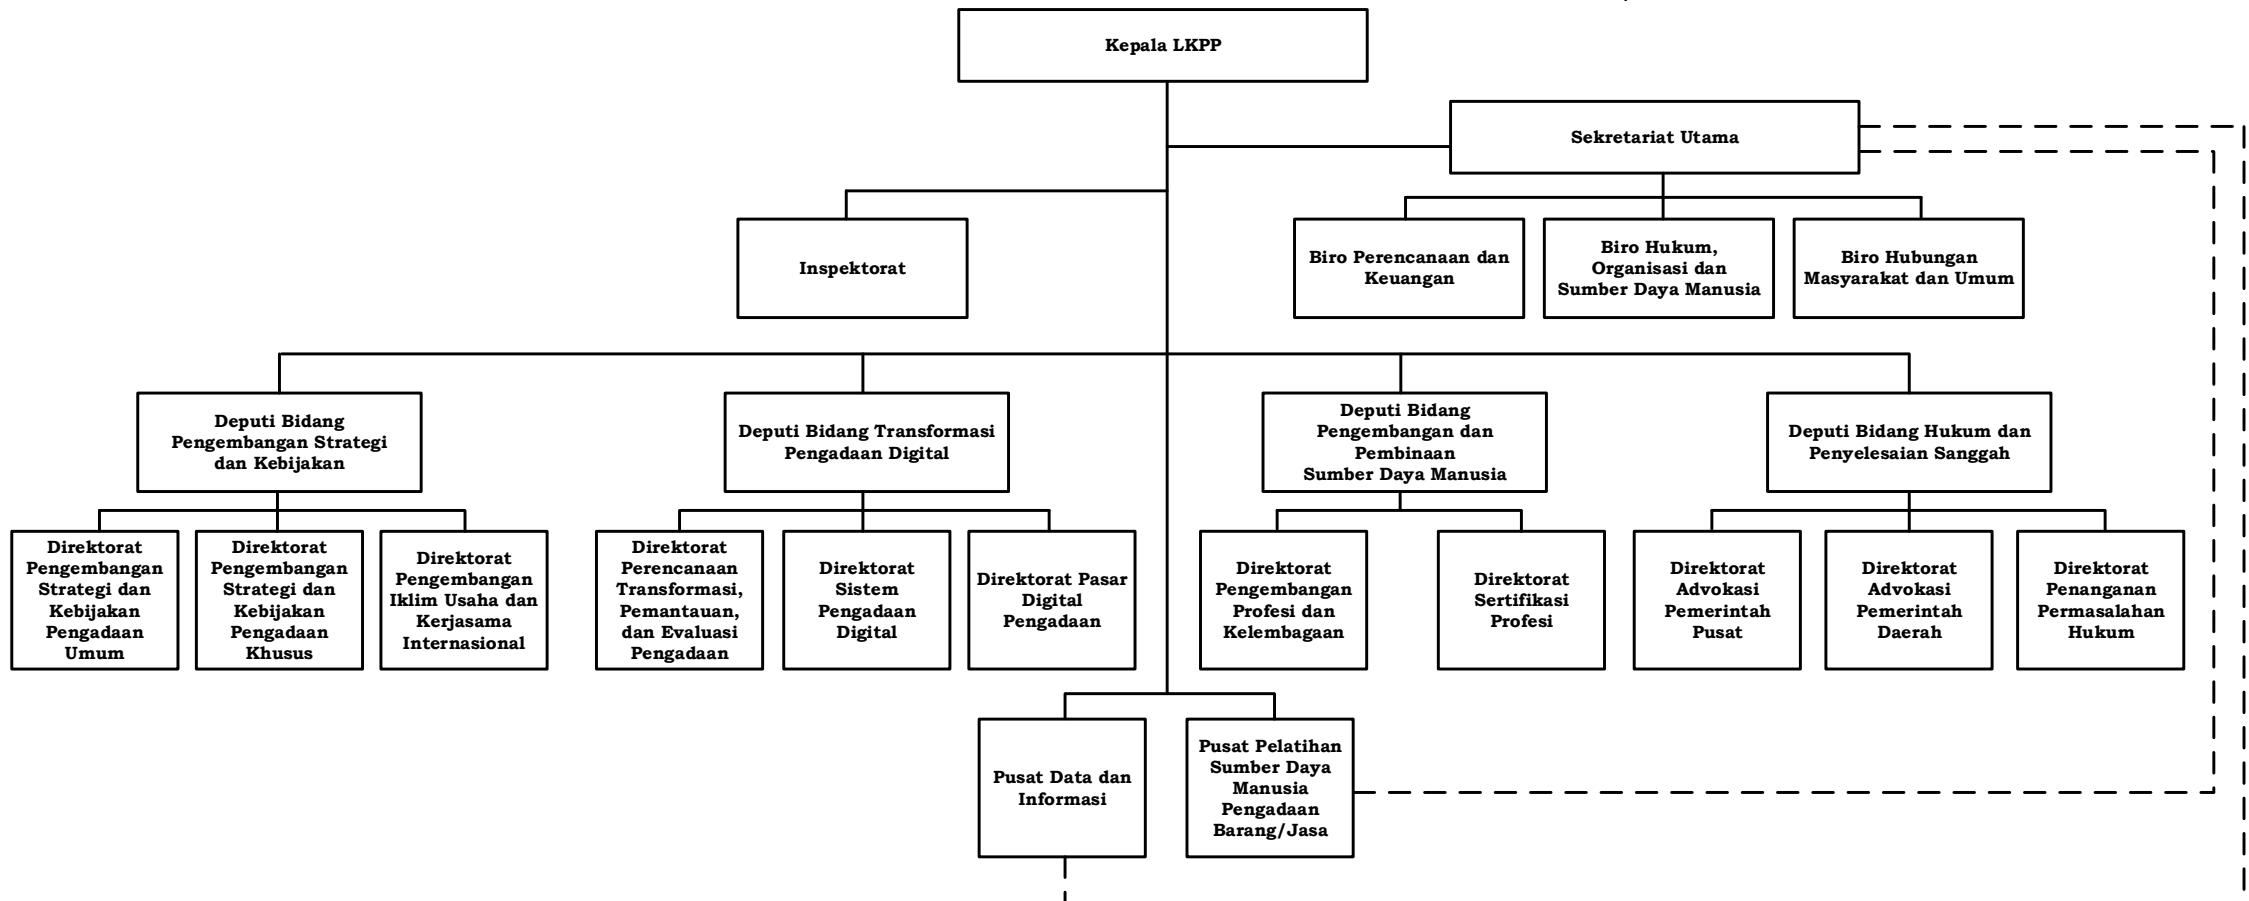 Kepala LKPP
Sekretariat Utama
Inspektorat
Biro Perencanaan dan
Keuangan
Biro Hukum,
Organisasi dan
Sumber Daya Manusia
Biro Hubungan
Masyarakat dan Umum
Deputi Bidang
Pengembangan Strategi
dan Kebijakan
Deputi Bidang Transformasi
Pengadaan Digital
Deputi Bidang
Pengembangan dan
Pembinaan
Sumber Daya Manusia
Deputi Bidang Hukum dan
Penyelesaian Sanggah
Direktorat
Pengembangan
Strategi dan
Kebijakan
Pengadaan
Umum
Direktorat
Pengembangan
Strategi dan
Kebijakan
Pengadaan
Khusus
Direktorat
Pengembangan
Iklim Usaha dan
Kerjasama
Internasional
Direktorat
Perencanaan
Transformasi,
Pemantauan,
dan Evaluasi
Pengadaan
Direktorat
Sistem
Pengadaan
Digital
Direktorat Pasar
Digital
Pengadaan
Direktorat
Pengembangan
Profesi dan
Kelembagaan
Direktorat
Sertifikasi
Profesi
Direktorat
Advokasi
Pemerintah
Pusat
Direktorat
Advokasi
Pemerintah
Daerah
Direktorat
Penanganan
Permasalahan
Hukum
Pusat Data dan
Informasi
Pusat Pelatihan
Sumber Daya
Manusia
Pengadaan
Barang/Jasa